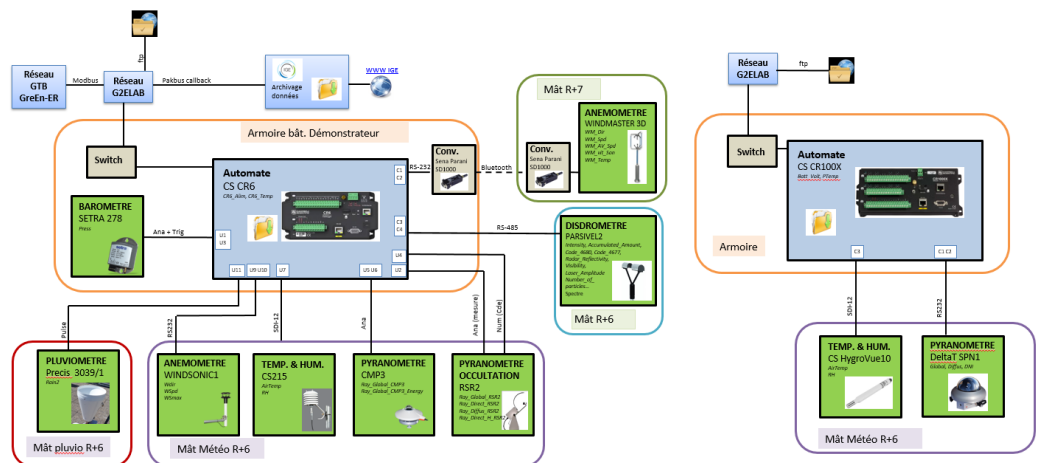 ftp
Réseau
GTB
GreEn-ER
Modbus
Réseau
G2ELAB
Pakbus callback
IGE
Archivage
données
WWW IGE
Armoire bât. Démonstrateur
Switch
Automate
CS CR6
CR6_Alim, CR6_Temp
BAROMETRE
SETRA 278
Press
Ana + Trig
U1
U3
U11
U9 U10
U7
U5 U6
U2
U4
C3
C4
C1
C2
RS-232
Conv.
Sena Parani
SD1000
Bluetooth
Mât R+7
Conv.
Sena Parani
SD1000
ANEMOMETRE
WINDMASTER 3D
WM_Dir
WM_Spd
WM_AV_Spd
WM_vit_Son
WM_Temp
RS-485
DISDROMETRE
PARSIVEL2
Intensity, Accumulated_Amount,
Code_4680, Code_4677,
Radar_Reflectivity,
Visibility,
Laser_Amplitude
Number_of_
particles...
Spectre
Mât R+6
Pulse
RS232
SDI-12
Ana
Ana (mesure)
Num (Cde)
PLUVIOMETRE
Precis 3039/1
Rain2
Mât pluvio R+6
ANEMOMETRE
WINDSONIC1
Wdir
WSpd
WSmax
TEMP. & HUM.
CS215
AirTemp
RH
PYRANOMETRE
CMP3
Ray_Global_CMP3
Ray_Global_CMP3_Energy
PYRANOMETRE
OCCULTATION
RSR2
Ray_Global_RSR2
Ray_Direct_RSR2
Ray_Diffus_RSR2
Ray_Direct_H_RSR2
Mât Météo R+6
Réseau
G2ELAB
ftp
Switch
Automate
CS CR100X
Batt_Volt, PTemp
Armoire
C3
C1 C2
SDI-12
RS232
TEMP. & HUM.
CS HygroVue10
AirTemp
RH
PYRANOMETRE
DeltaT SPN1
Global, Diffus, DNI
Mât Météo R+6